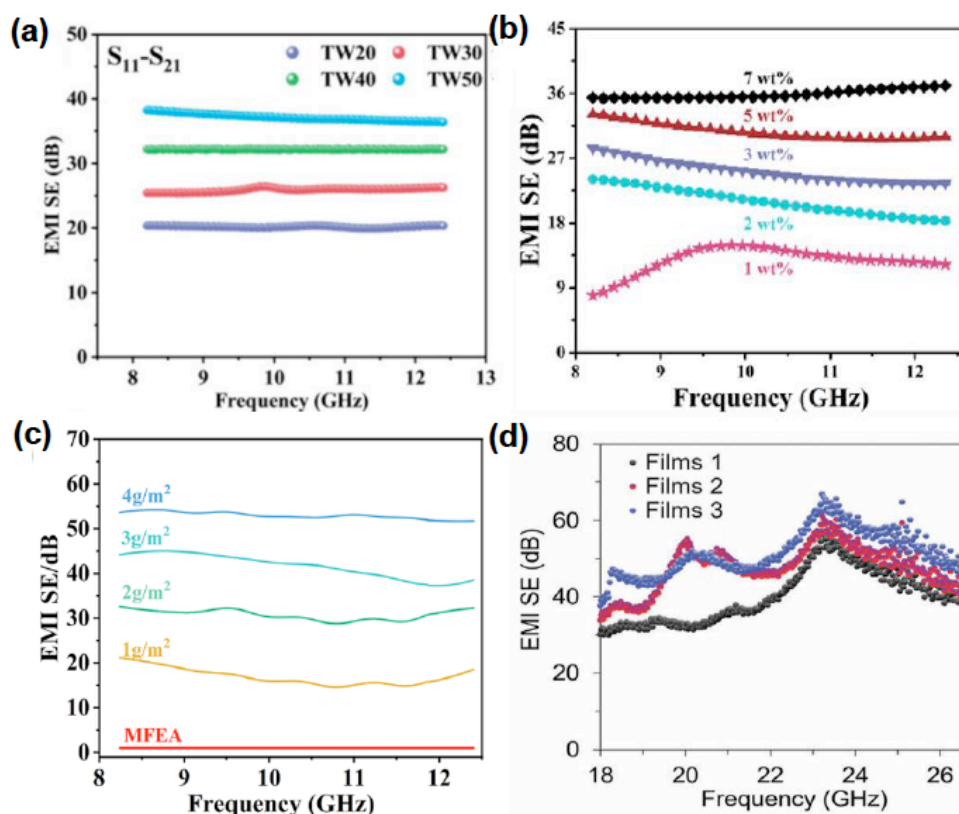 (a)
S11-S21
TW20 TW30
TW40 TW50
50
40
30
20
10
0
EMI SE (dB)
8 9 10 11 12 13
Frequency (GHz)
(b)
45
36
27
18
9
0
EMI SE (dB)
7 wt%
5 wt%
3 wt%
2 wt%
1 wt%
8 9 10 11 12
Frequency (GHz)
(c)
70
60
50
40
30
20
10
0
EMI SE/dB
4g/m²
3g/m²
2g/m²
1g/m²
MFEA
8 9 10 11 12
Frequency (GHz)
(d)
80
60
40
20
0
EMI SE (dB)
Films 1
Films 2
Films 3
18 20 22 24 26
Frequency (GHz)